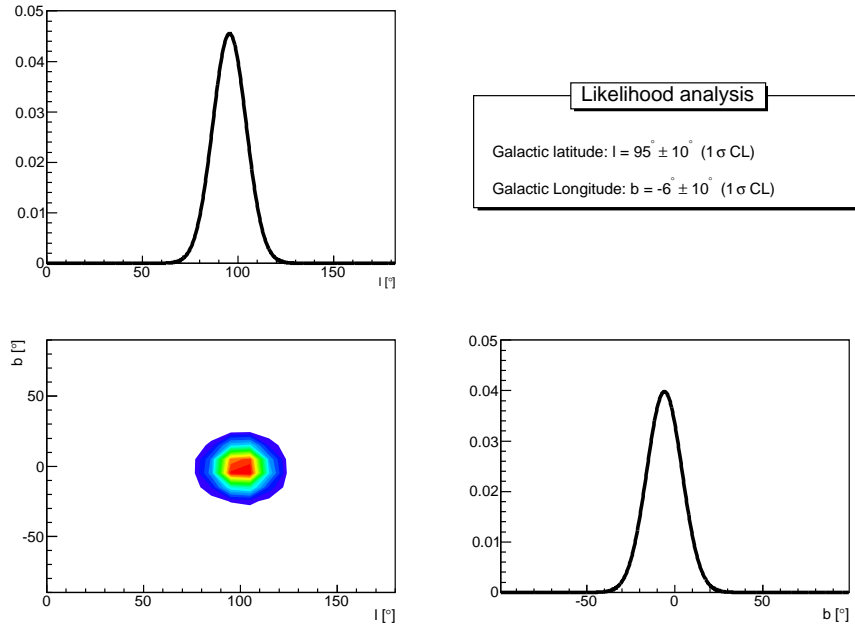 0.05
0.04
0.03
0.02
0.01
0
0 50 100 150
l [°]
Likelihood analysis
Galactic latitude: l = 95° ± 10° (1 σ CL)
Galactic Longitude: b = -6° ± 10° (1 σ CL)
b [°]
50
0
-50
0 50 100 150
l [°]
0.05
0.04
0.03
0.02
0.01
0
-50 0 50
b [°]